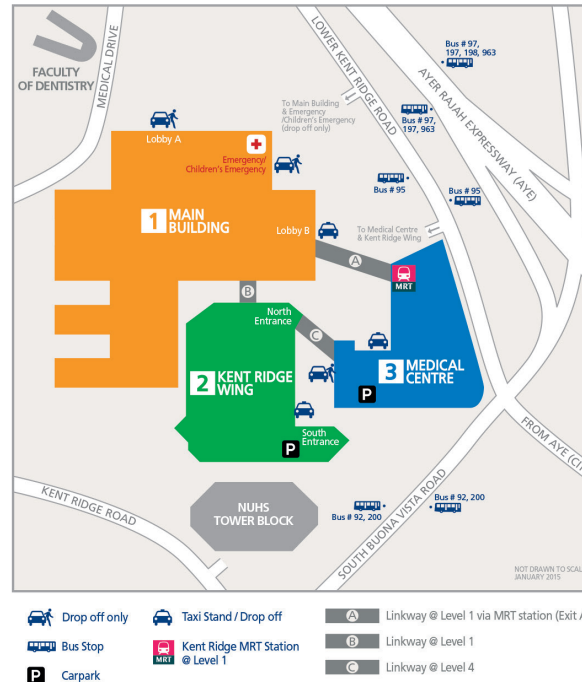 FACULTY
OF DENTISTRY
MEDICAL DRIVE
LOWER KENT RIDGE ROAD
Bus # 97,
197, 198, 963
AYER RAJAH EXPRESSWAY (AYE)
Bus # 97,
197, 963
To Main Building
& Emergency
/Children's Emergency
(drop off only)
Lobby A
Emergency/
Children's Emergency
Bus # 95
Bus # 95
1 MAIN
BUILDING
Lobby B
To Medical Centre
& Kent Ridge Wing
A
MRT
B
North
Entrance
C
2 KENT RIDGE
WING
3 MEDICAL
CENTRE
P
South
Entrance
P
FROM AYE (CI
KENT RIDGE ROAD
NUHS
TOWER BLOCK
Bus # 92, 200
Bus # 92, 200
SOUTH BUONA VISTA ROAD
NOT DRAWN TO SCAL
JANUARY 2015
Drop off only
Taxi Stand / Drop off
A Linkway @ Level 1 via MRT station (Exit A
Bus Stop
MRT Kent Ridge MRT Station
@ Level 1
B Linkway @ Level 1
P Carpark
C Linkway @ Level 4